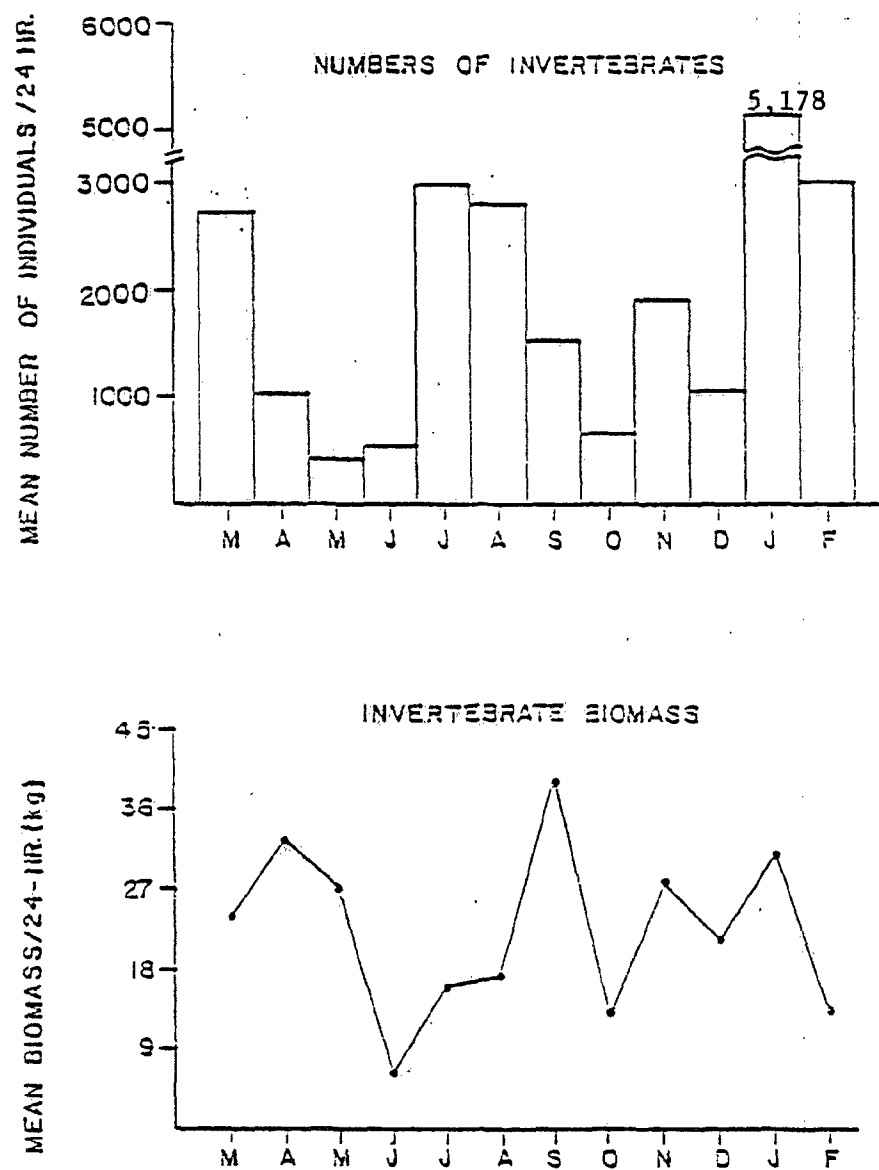 NUMBERS OF INVERTEBRATES
MEAN NUMBER OF INDIVIDUALS / 24 HR.
6000
5,178
5000
3000
2000
1000
M A M J J A S O N D J F
INVERTEBRATE BIOMASS
MEAN BIOMASS/24-HR.(kg)
45
36
27
18
9
M A M J J A S O N D J F